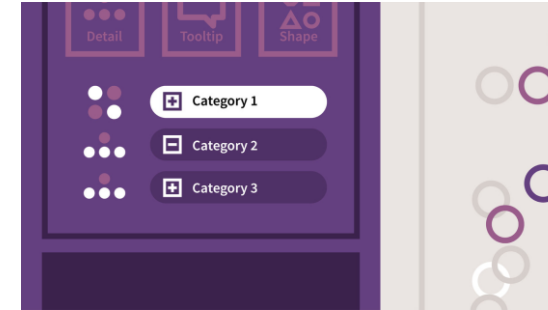 Detail
Tooltip
Shape
Category 1
Category 2
Category 3